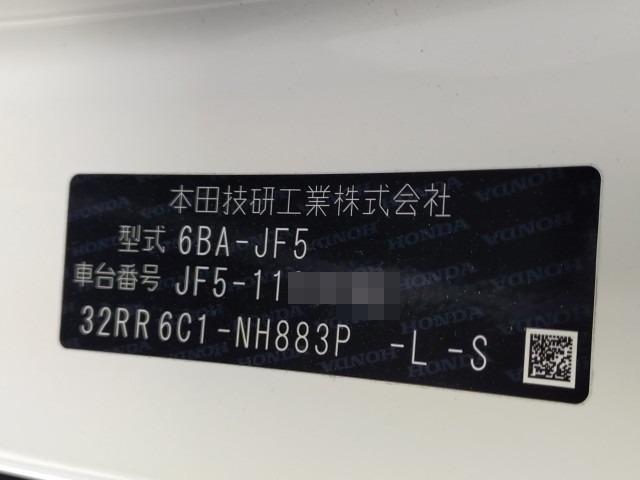 本田技研工業株式会社
型式 6BA-JF5
車台番号 JF5-11
32RR6C1-NH883P -L -S